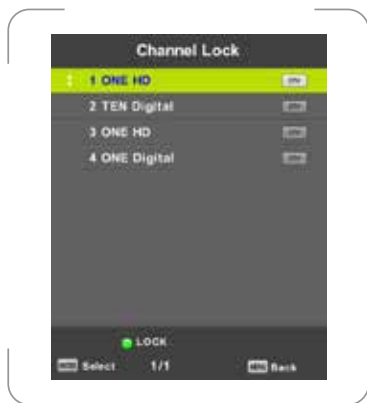 Channel Lock
1 ONE HD
2 TEN Digital
3 ONE HD
4 ONE Digital
LOCK
Select 1/1 Back